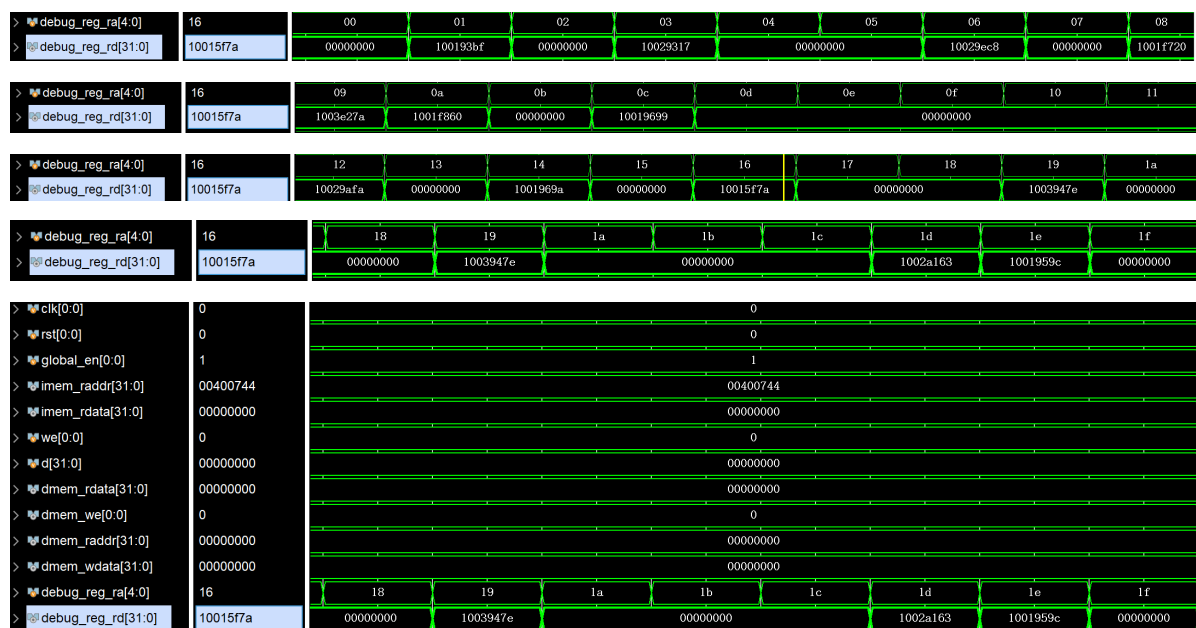 debug_reg_ra[4:0] 16 00 01 02 03 04 05 06 07 08
debug_reg_rd[31:0] 10015f7a 00000000 100193bf 00000000 10029317 00000000 10029ec8 00000000 1001f720
debug_reg_ra[4:0] 16 09 0a 0b 0c 0d 0e 0f 10 11
debug_reg_rd[31:0] 10015f7a 1003e27a 1001f860 00000000 10019699 00000000
debug_reg_ra[4:0] 16 12 13 14 15 16 17 18 19 1a
debug_reg_rd[31:0] 10015f7a 10029afa 00000000 1001969a 00000000 10015f7a 00000000 1003947e 00000000
debug_reg_ra[4:0] 16 18 19 1a 1b 1c 1d 1e 1f
debug_reg_rd[31:0] 10015f7a 00000000 1003947e 00000000 1002a163 1001959c 00000000
clk[0:0] 0 0
rst[0:0] 0 0
global_en[0:0] 1 1
imem_raddr[31:0] 00400744 00400744
imem_rdata[31:0] 00000000 00000000
we[0:0] 0 0
d[31:0] 00000000 00000000
dmem_rdata[31:0] 00000000 00000000
dmem_we[0:0] 0 0
dmem_raddr[31:0] 00000000 00000000
dmem_wdata[31:0] 00000000 00000000
debug_reg_ra[4:0] 16 18 19 1a 1b 1c 1d 1e 1f
debug_reg_rd[31:0] 10015f7a 00000000 1003947e 00000000 1002a163 1001959c 00000000